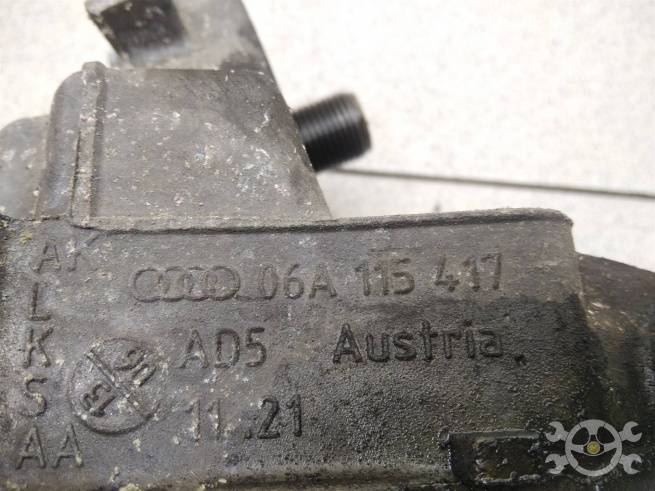 AK 06A 115 417
L
K AD5 Austria
S 11.21
AA